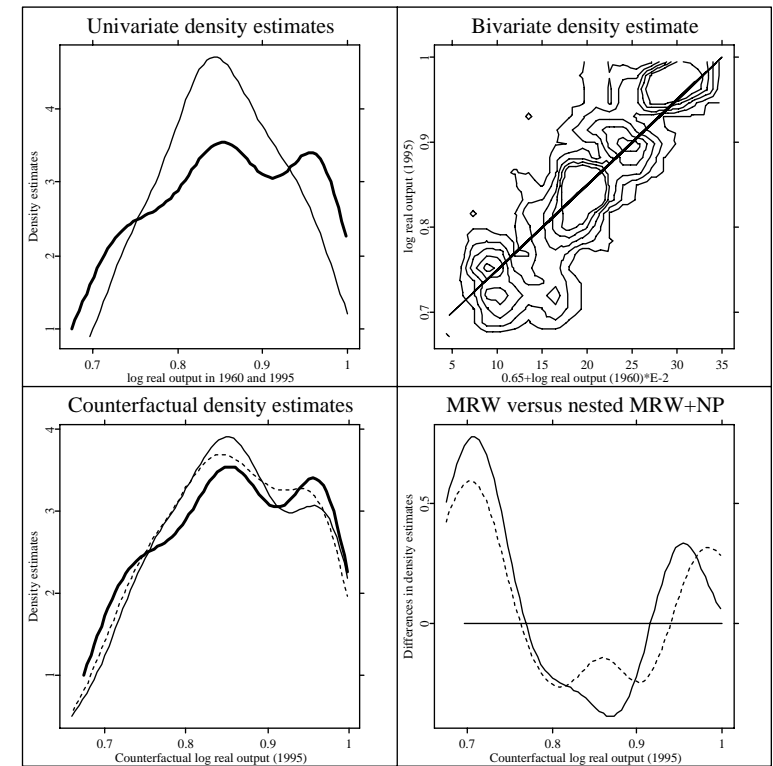 Univariate density estimates
Density estimates
4
3
2
1
0.7 0.8 0.9 1
log real output in 1960 and 1995
Bivariate density estimate
log real output (1995)
1
0.9
0.8
0.7
5 10 15 20 25 30 35
0.65+log real output (1960)*E-2
Counterfactual density estimates
Density estimates
4
3
2
1
0.7 0.8 0.9 1
Counterfactual log real output (1995)
MRW versus nested MRW+NP
Differences in density estimates
0.5
0
0.7 0.8 0.9 1
Counterfactual log real output (1995)